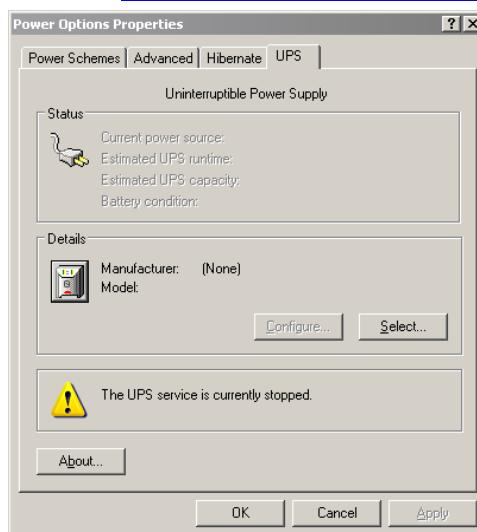 Power Options Properties
Power Schemes Advanced Hibernate UPS
Uninterruptible Power Supply
Status
Current power source:
Estimated UPS runtime:
Estimated UPS capacity:
Battery condition:
Details
Manufacturer: (None)
Model:
Configure... Select...
The UPS service is currently stopped.
About...
OK Cancel Apply